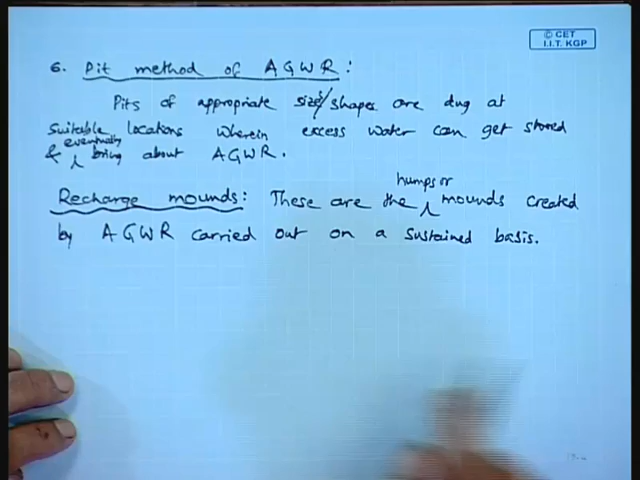 © CET
I.I.T. KGP
6. Pit method of AGWR:
Pits of appropriate sizes/shapes are dug at
suitable locations wherein excess water can get stored
& eventually bring about AGWR.
Recharge mounds: These are the humps or mounds created
by AGWR carried out on a sustained basis.